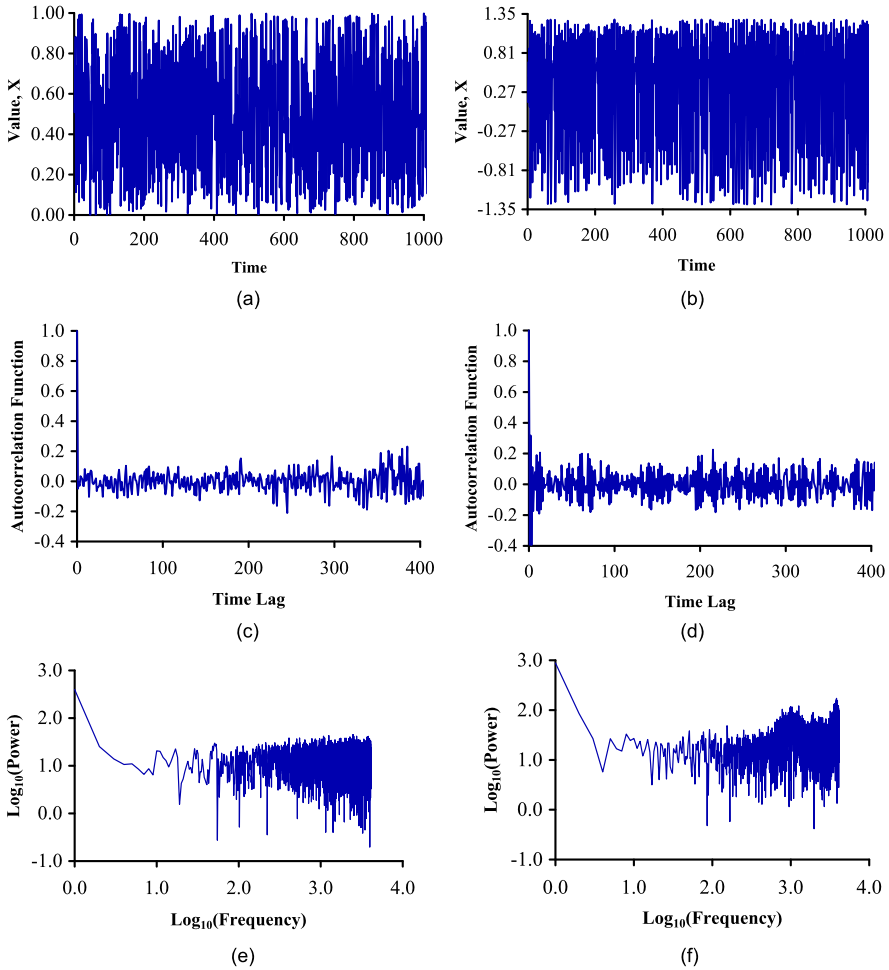 1.00
0.80
0.60
0.40
0.20
0.00
Value, X
0 200 400 600 800 1000
Time
(a)
1.35
0.81
0.27
-0.27
-0.81
-1.35
Value, X
0 200 400 600 800 1000
Time
(b)
1.0
0.8
0.6
0.4
0.2
0.0
-0.2
-0.4
Autocorrelation Function
0 100 200 300 400
Time Lag
(c)
1.0
0.8
0.6
0.4
0.2
0.0
-0.2
-0.4
Autocorrelation Function
0 100 200 300 400
Time Lag
(d)
3.0
2.0
1.0
0.0
-1.0
Log10(Power)
0.0 1.0 2.0 3.0 4.0
Log10(Frequency)
(e)
3.0
2.0
1.0
0.0
-1.0
Log10(Power)
0.0 1.0 2.0 3.0 4.0
Log10(Frequency)
(f)